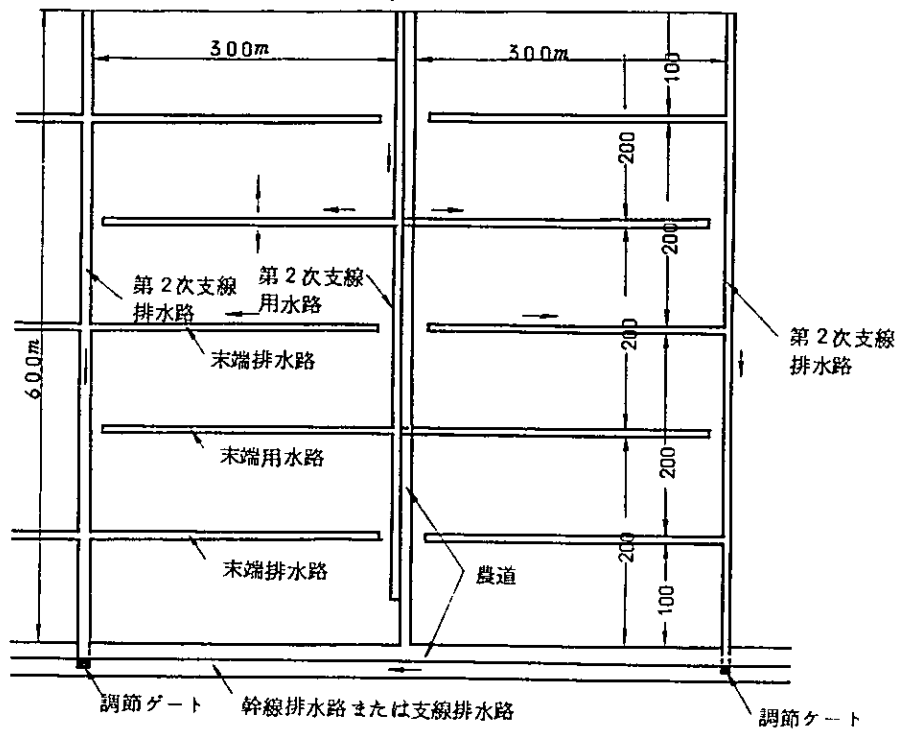 300m
300m
100
200
200
第2次支線
排水路
第2次支線
用水路
第2次支線
排水路
末端排水路
600m
200
末端用水路
200
200
末端排水路
農道
100
調節ゲート
幹線排水路または支線排水路
調節ケート